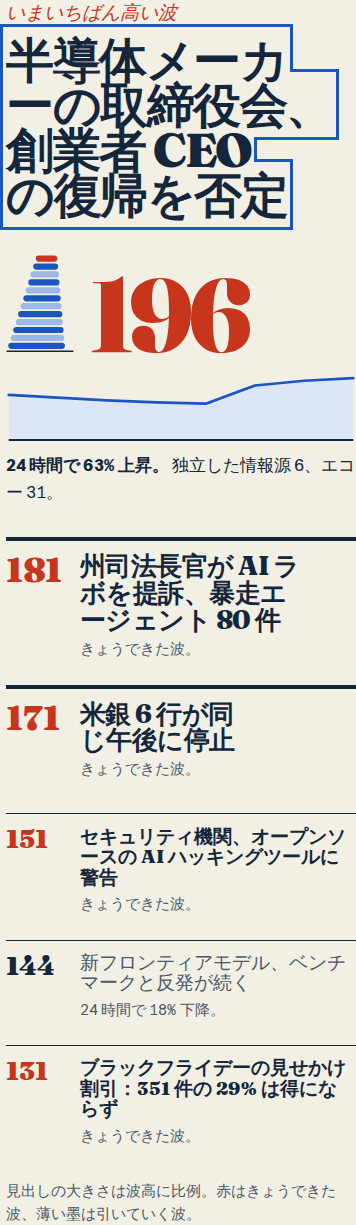 いまいちばん高い波
半導体メーカ
ーの取締役会、
創業者 CEO
の復帰を否定
196
24 時間で 63% 上昇。 独立した情報源 6、エコ
ー 31。
181
州司法長官が AI ラ
ボを提訴、暴走エ
ージェント 80 件
きょうできた波。
171
米銀 6 行が同
じ午後に停止
きょうできた波。
151
セキュリティ機関、オープンソ
ースの AI ハッキングツールに
警告
きょうできた波。
144
新フロンティアモデル、ベンチ
マークと反発が続く
24 時間で 18% 下降。
131
ブラックフライデーの見せかけ
割引：351 件の 29% は得にな
らず
きょうできた波。
見出しの大きさは波高に比例。赤はきょうできた
波、薄い墨は引いていく波。